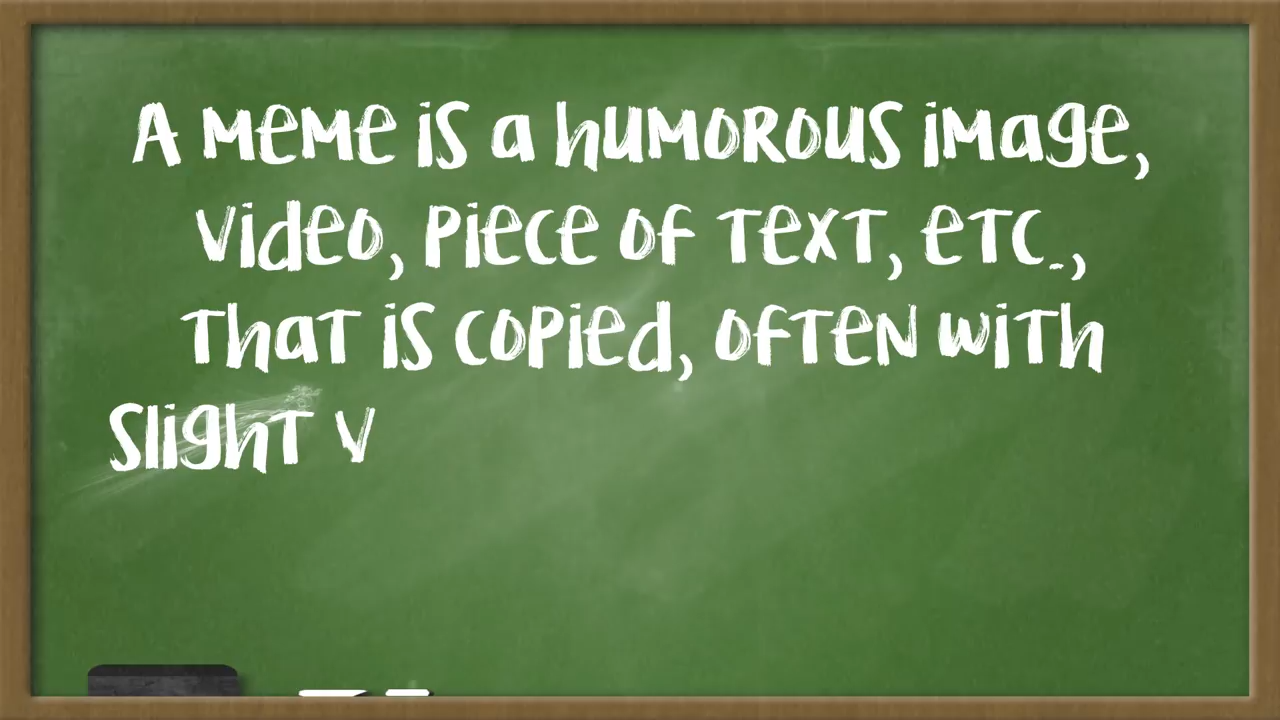 A meme is a humorous image,
video, piece of text, etc.,
that is copied, often with
slight v